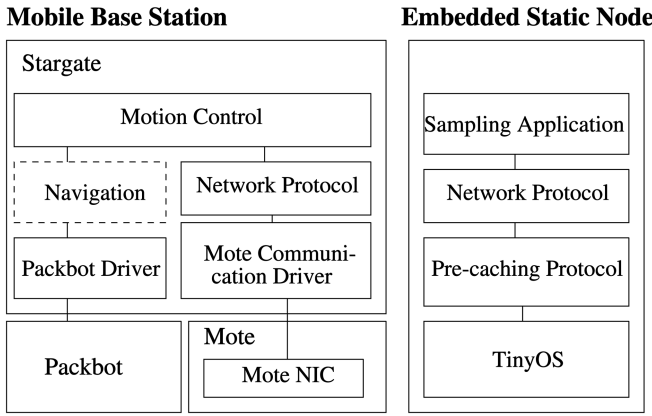 Mobile Base Station
Embedded Static Node
Stargate
Motion Control
Navigation
Network Protocol
Packbot Driver
Mote Communi-
cation Driver
Packbot
Mote
Mote NIC
Sampling Application
Network Protocol
Pre-caching Protocol
TinyOS